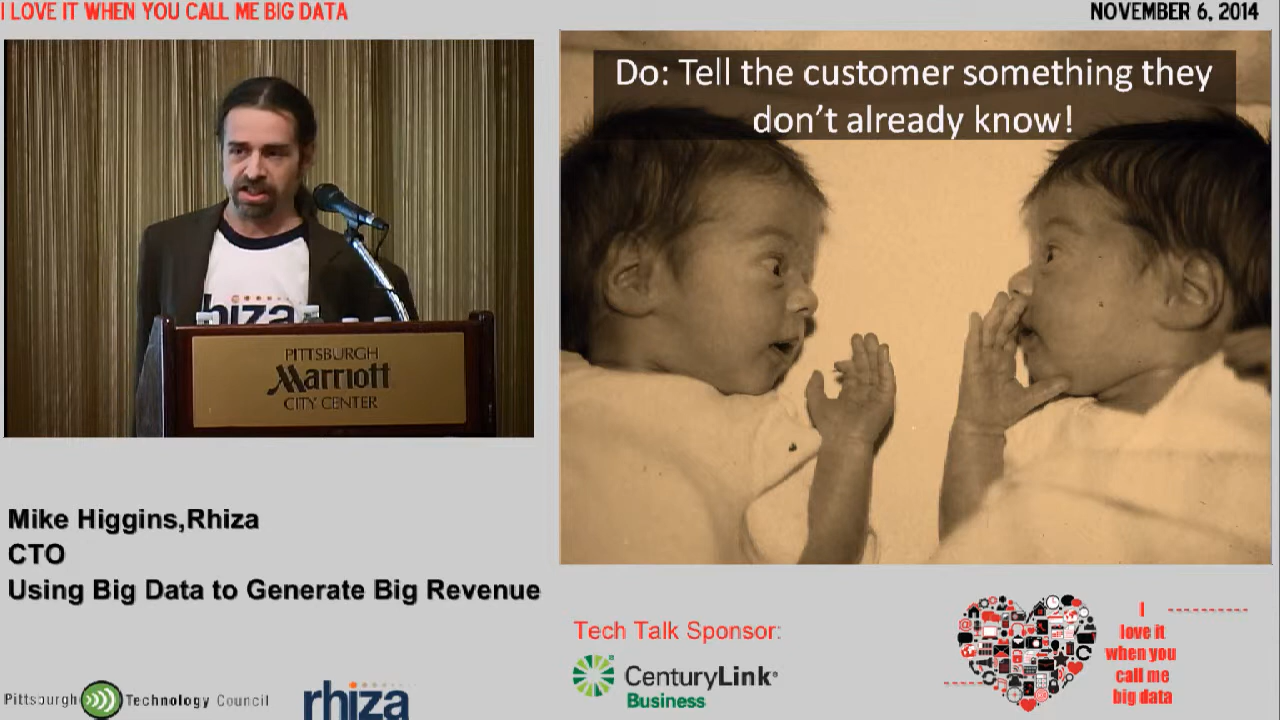 I LOVE IT WHEN YOU CALL ME BIG DATA
NOVEMBER 6, 2014
Do: Tell the customer something they
don't already know!
PITTSBURGH
Marriott
CITY CENTER
Mike Higgins,Rhiza
CTO
Using Big Data to Generate Big Revenue
Tech Talk Sponsor:
CenturyLink®
Business
Pittsburgh Technology Council
rhiza
I
love it
when you
call me
big data